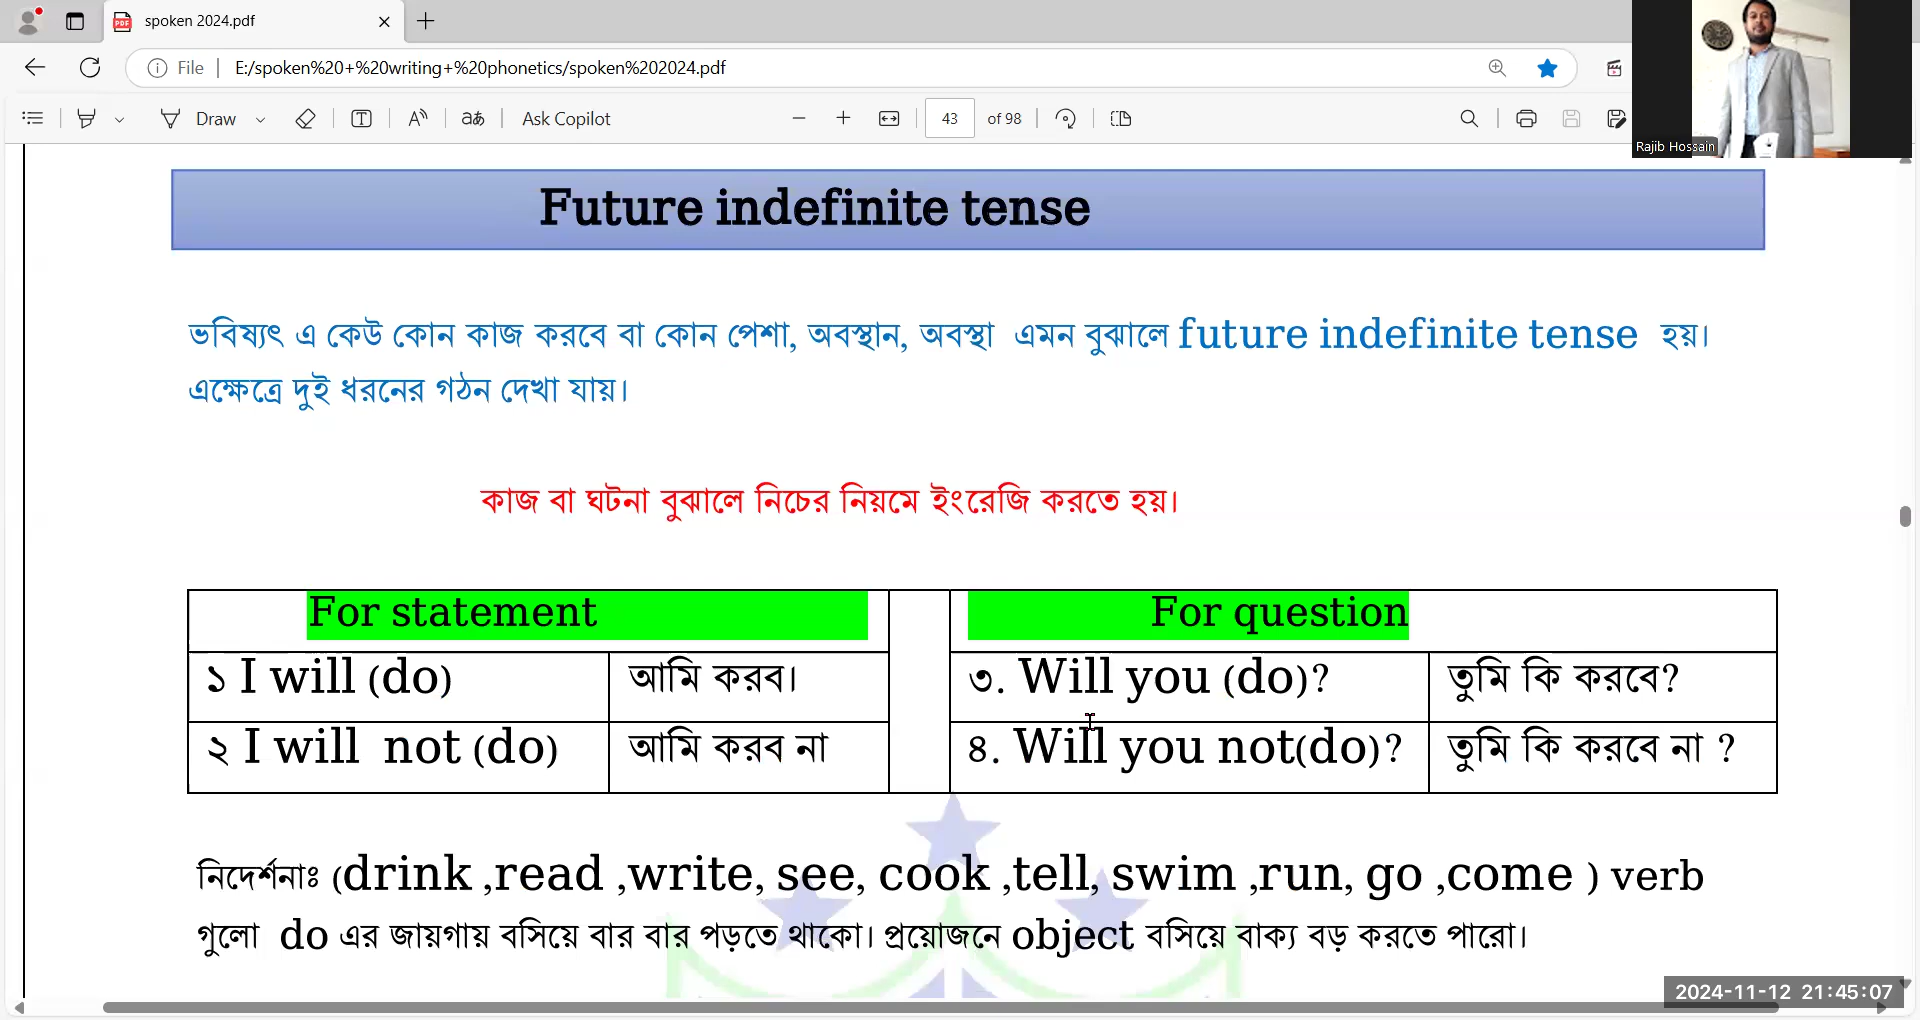 spoken 2024.pdf
File | E:/spoken%20+%20writing+%20phonetics/spoken%202024.pdf
Draw Ask Copilot 43 of 98
Rajib Hossain
Future indefinite tense
ভবিষ্যৎ এ কেউ কোন কাজ করবে বা কোন পেশা, অবস্থান, অবস্থা এমন বুঝালে future indefinite tense হয়।
এক্ষেত্রে দুই ধরনের গঠন দেখা যায়।
কাজ বা ঘটনা বুঝালে নিচের নিয়মে ইংরেজি করতে হয়।
For statement For question
১ I will (do) আমি করব। ৩. Will you (do)? তুমি কি করবে?
২ I will not (do) আমি করব না ৪. Will you not(do)? তুমি কি করবে না ?
নিদের্শনাঃ (drink ,read ,write, see, cook ,tell, swim ,run, go ,come ) verb
গুলো do এর জায়গায় বসিয়ে বার বার পড়তে থাকো। প্রয়োজনে object বসিয়ে বাক্য বড় করতে পারো।
2024-11-12 21:45:07